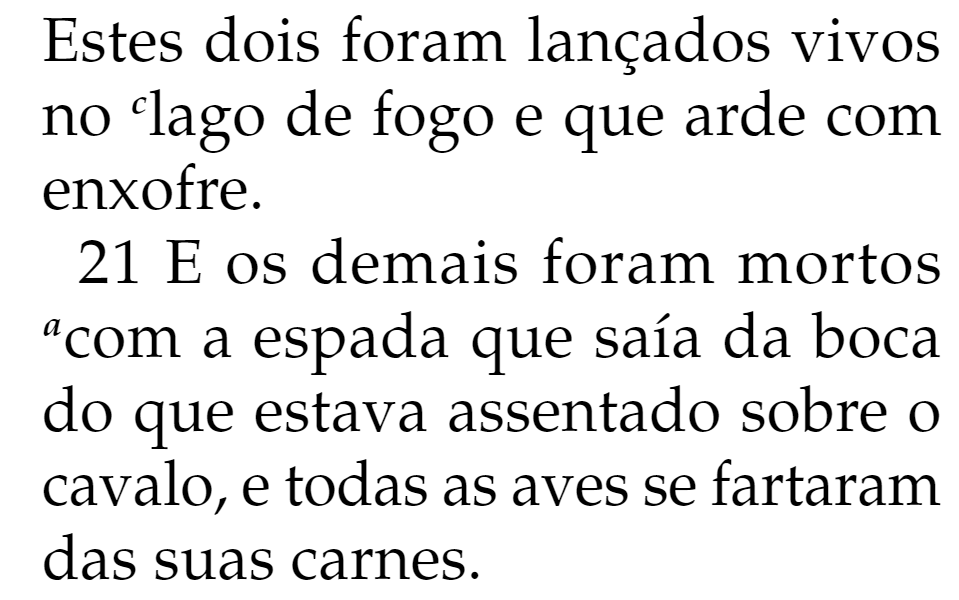 Estes dois foram lançados vivos
no clago de fogo e que arde com
enxofre.
21 E os demais foram mortos
acom a espada que saía da boca
do que estava assentado sobre o
cavalo, e todas as aves se fartaram
das suas carnes.